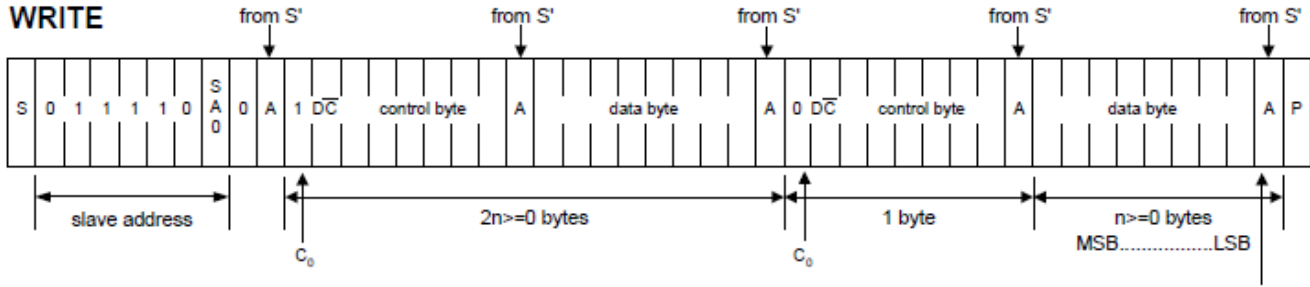 WRITE
from S' from S' from S' from S' from S'
S 0 1 1 1 1 0 SA0 0 A 1 DC̅ control byte A data byte A 0 DC̅ control byte A data byte A P
slave address 2n>=0 bytes 1 byte n>=0 bytes
MSB.................LSB
C₀ C₀